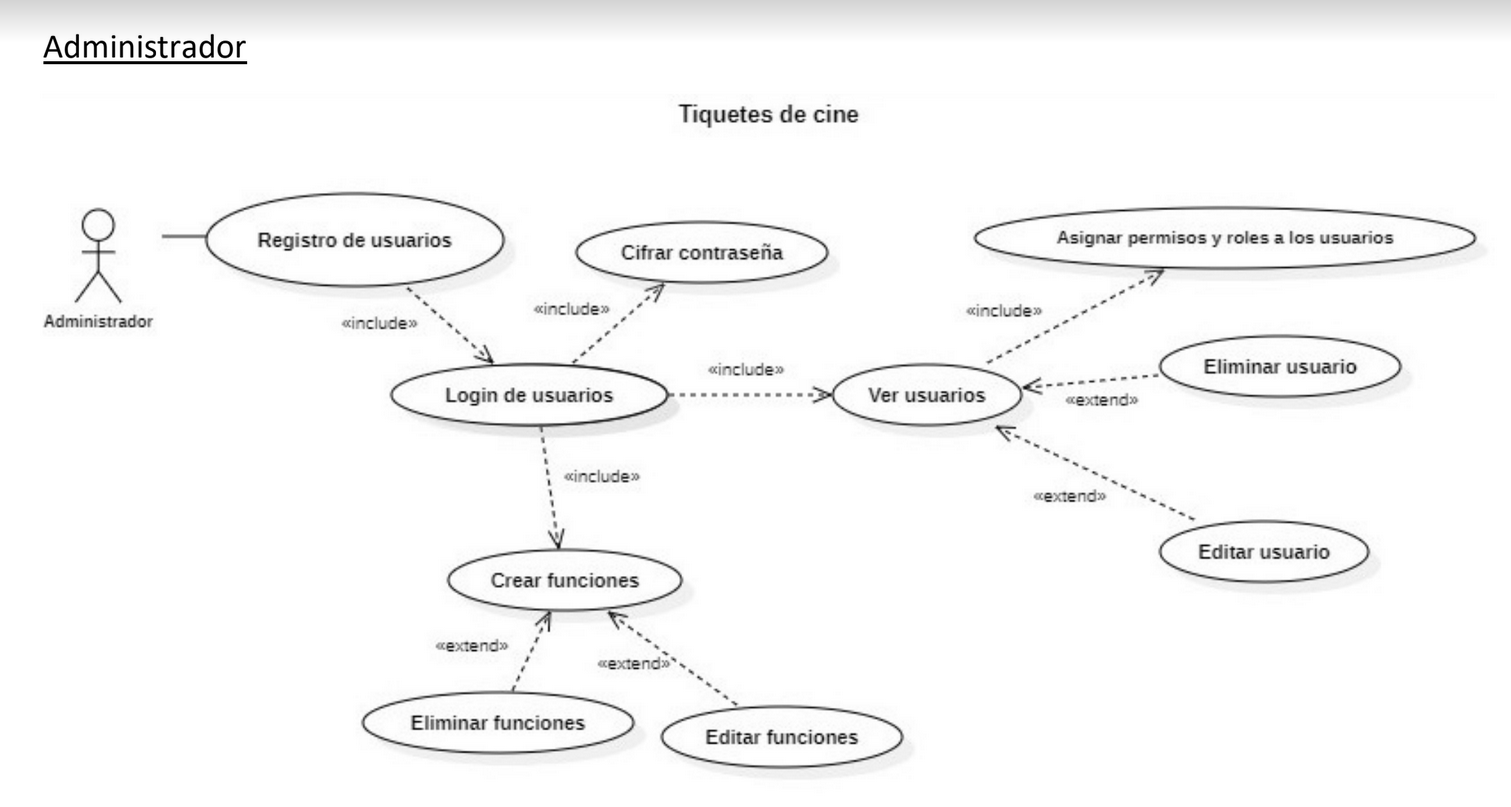 Administrador
Tiquetes de cine
Registro de usuarios
Cifrar contraseña
Asignar permisos y roles a los usuarios
Administrador
«include»
«include»
«include»
Login de usuarios
«include»
Ver usuarios
Eliminar usuario
«extend»
«include»
«extend»
Editar usuario
Crear funciones
«extend»
«extend»
Eliminar funciones
Editar funciones